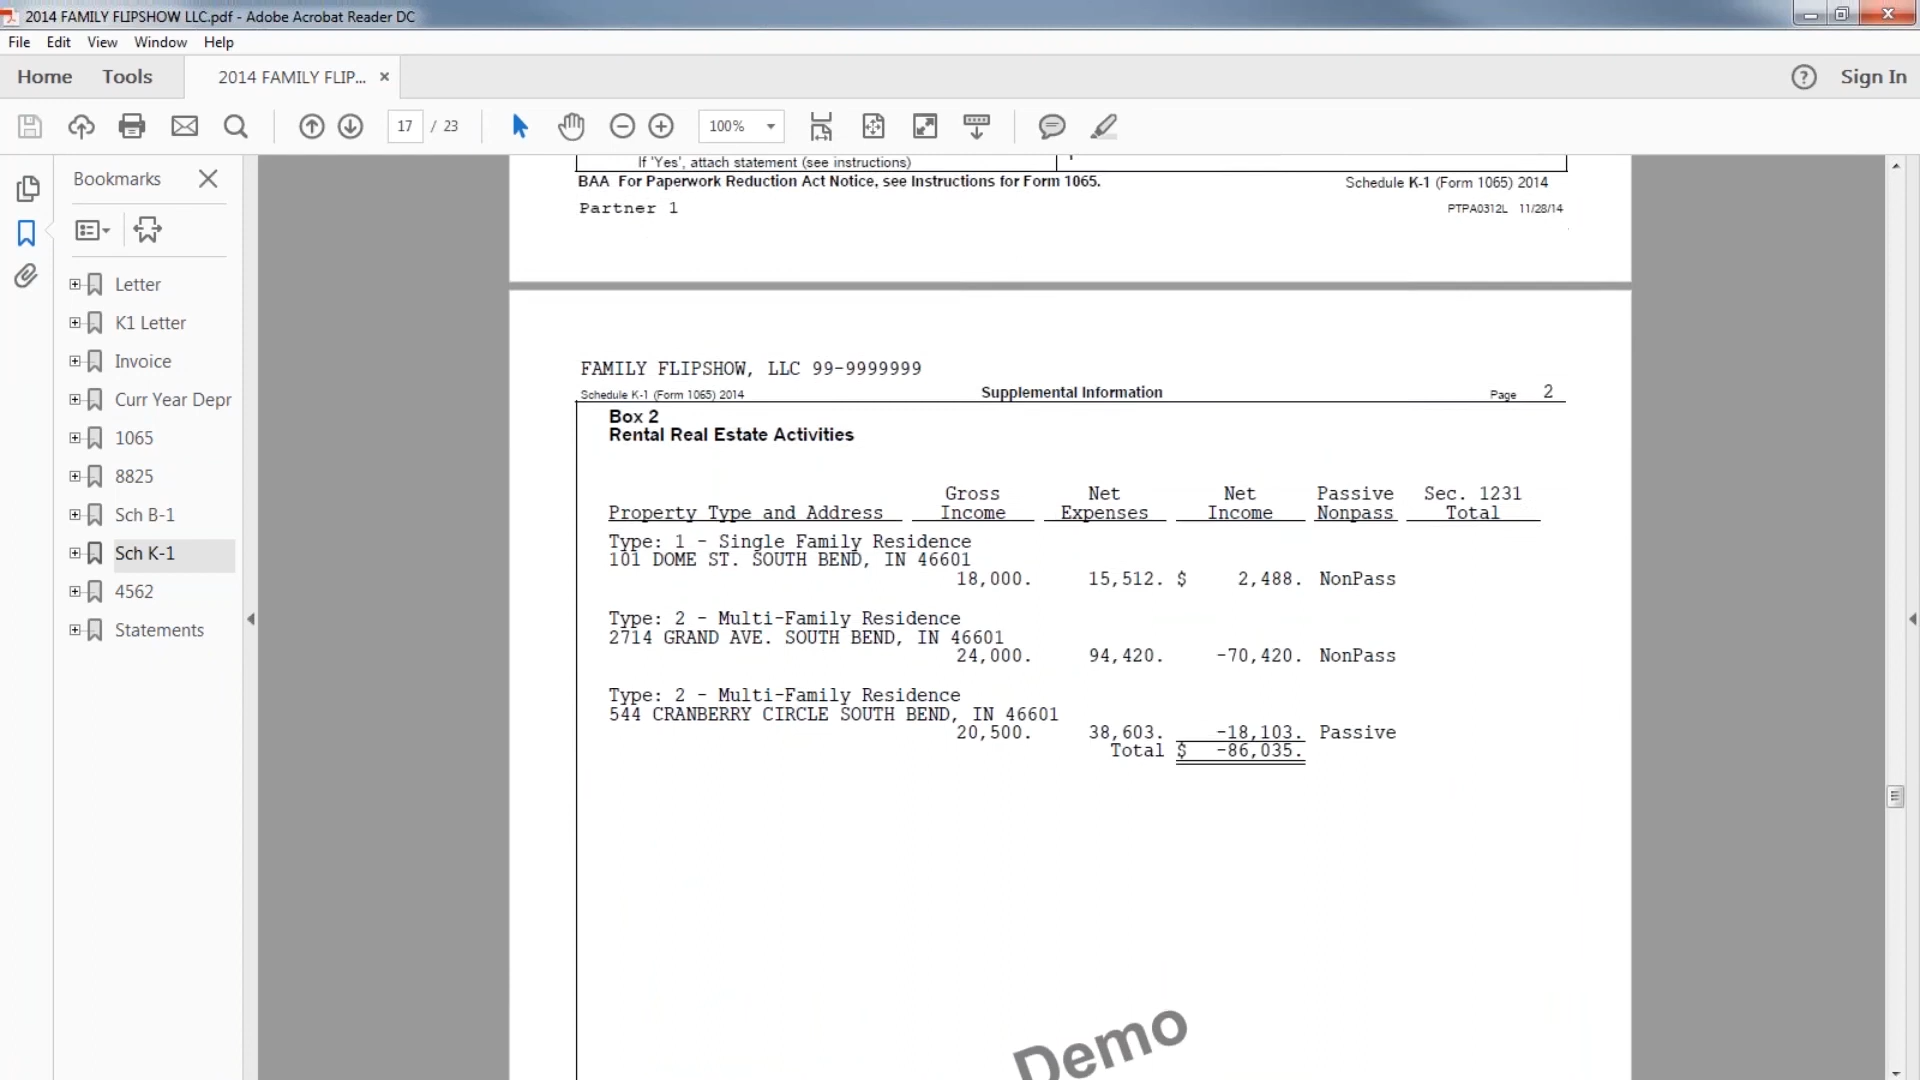 2014 FAMILY FLIPSHOW LLC.pdf - Adobe Acrobat Reader DC
File Edit View Window Help
Home Tools 2014 FAMILY FLIP... × ? Sign In
17 / 23 100%
Bookmarks
Letter
K1 Letter
Invoice
Curr Year Depr
1065
8825
Sch B-1
Sch K-1
4562
Statements
If 'Yes', attach statement (see instructions)
BAA For Paperwork Reduction Act Notice, see Instructions for Form 1065. Schedule K-1 (Form 1065) 2014
Partner 1 PTPA0312L 11/28/14
FAMILY FLIPSHOW, LLC 99-9999999
Schedule K-1 (Form 1065) 2014 Supplemental Information Page 2
Box 2
Rental Real Estate Activities
Gross Net Net Passive Sec. 1231
Property Type and Address Income Expenses Income Nonpass Total
Type: 1 - Single Family Residence
101 DOME ST. SOUTH BEND, IN 46601
18,000. 15,512. $ 2,488. NonPass
Type: 2 - Multi-Family Residence
2714 GRAND AVE. SOUTH BEND, IN 46601
24,000. 94,420. -70,420. NonPass
Type: 2 - Multi-Family Residence
544 CRANBERRY CIRCLE SOUTH BEND, IN 46601
20,500. 38,603. -18,103. Passive
Total $ -86,035.
Demo